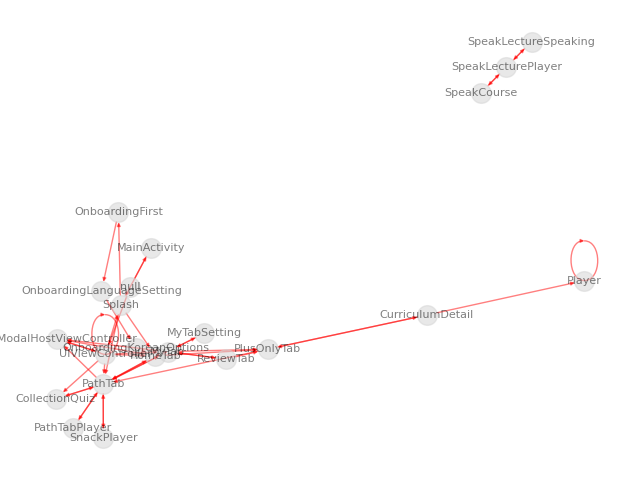 SpeakLectureSpeaking
SpeakLecturePlayer
SpeakCourse
OnboardingFirst
MainActivity
null
OnboardingLanguageSetting
Splash
Player
CurriculumDetail
MyTabSetting
ModalHostViewController
OnboardingKoreanOptions
PlusOnlyTab
ReviewTab
PathTab
CollectionQuiz
PathTabPlayer
SnackPlayer